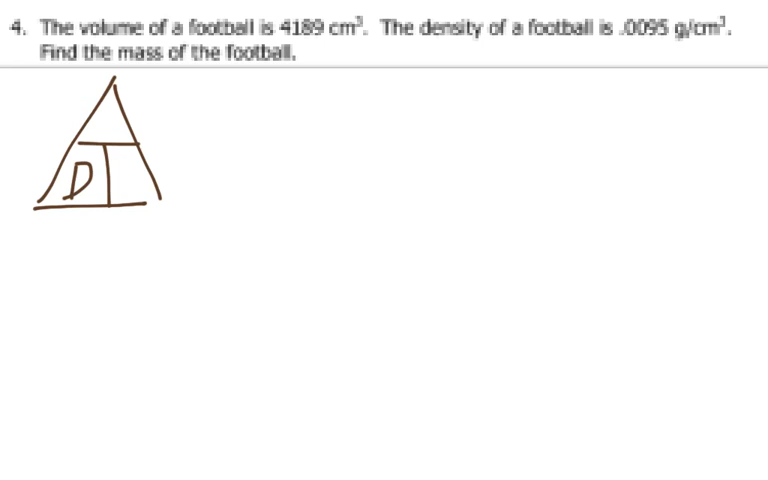 4. The volume of a football is 4189 cm³. The density of a football is .0095 g/cm³.
Find the mass of the football.
D